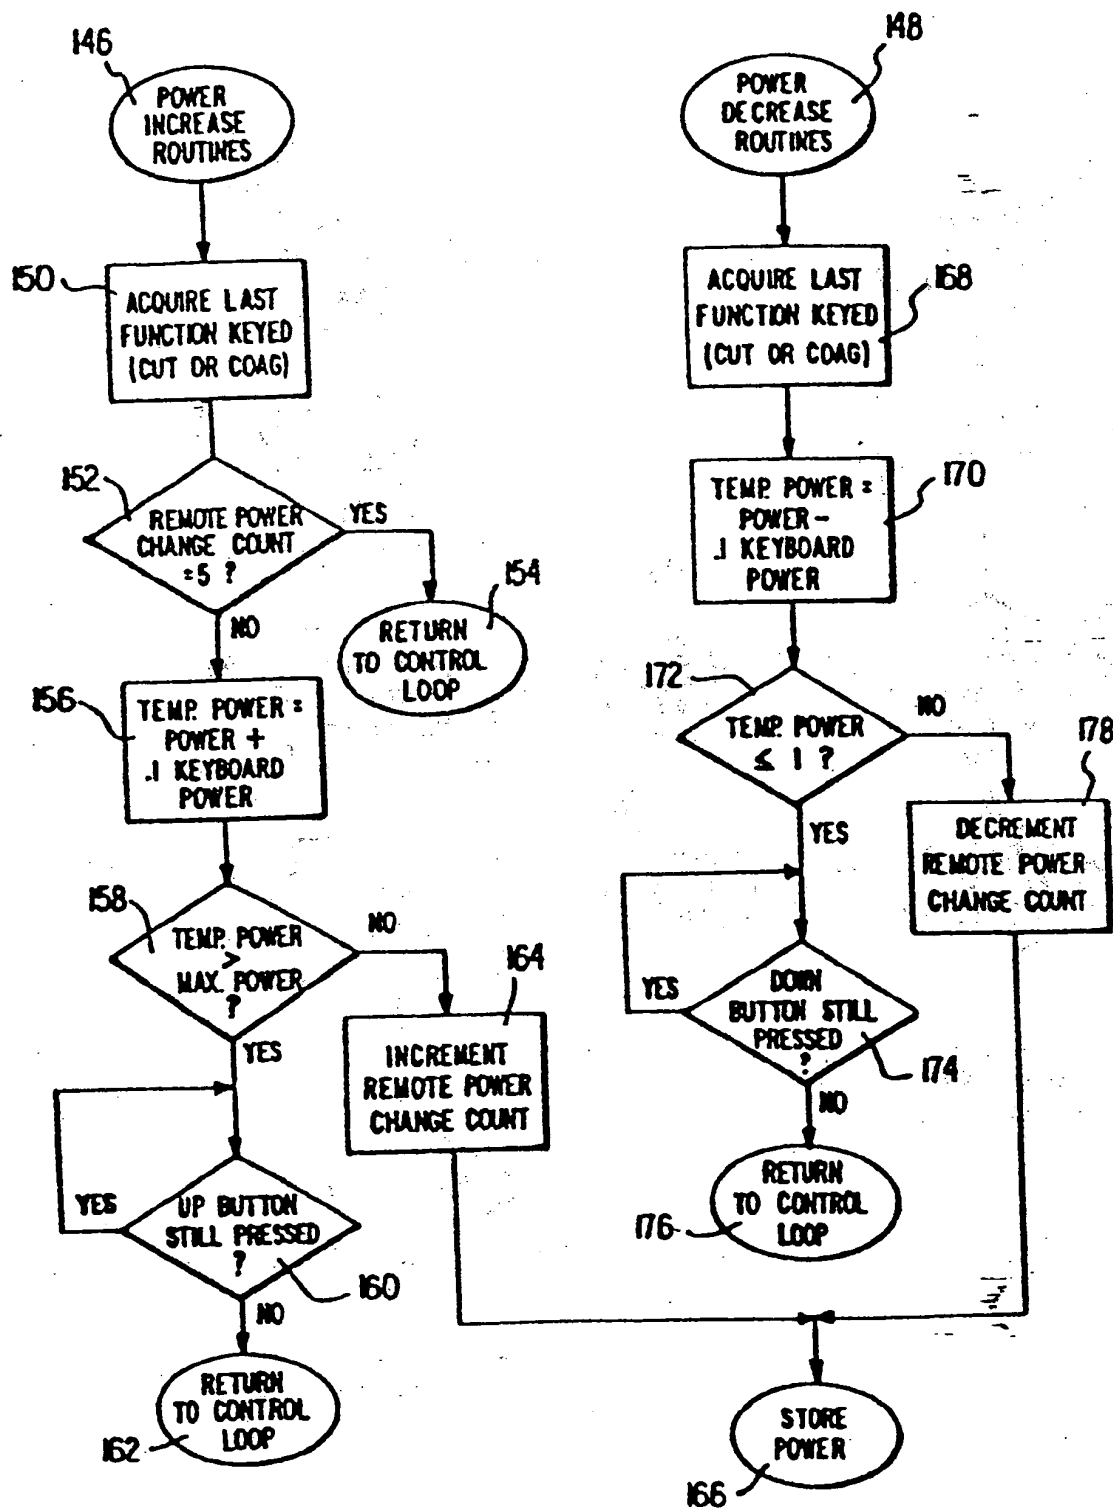 146
POWER
INCREASE
ROUTINES
150
ACQUIRE LAST
FUNCTION KEYED
(CUT OR COAG)
152
REMOTE POWER
CHANGE COUNT
=5 ?
YES
NO
154
RETURN
TO CONTROL
LOOP
156
TEMP. POWER =
POWER +
.1 KEYBOARD
POWER
158
TEMP. POWER
>
MAX. POWER
?
NO
YES
164
INCREMENT
REMOTE POWER
CHANGE COUNT
YES
UP BUTTON
STILL PRESSED
?
160
NO
RETURN
TO CONTROL
LOOP
162
148
POWER
DECREASE
ROUTINES
168
ACQUIRE LAST
FUNCTION KEYED
(CUT OR COAG)
170
TEMP. POWER =
POWER -
.1 KEYBOARD
POWER
172
TEMP. POWER
≤ 1 ?
NO
YES
178
DECREMENT
REMOTE POWER
CHANGE COUNT
YES
DOWN
BUTTON STILL
PRESSED
?
174
NO
RETURN
TO CONTROL
LOOP
176
STORE
POWER
166